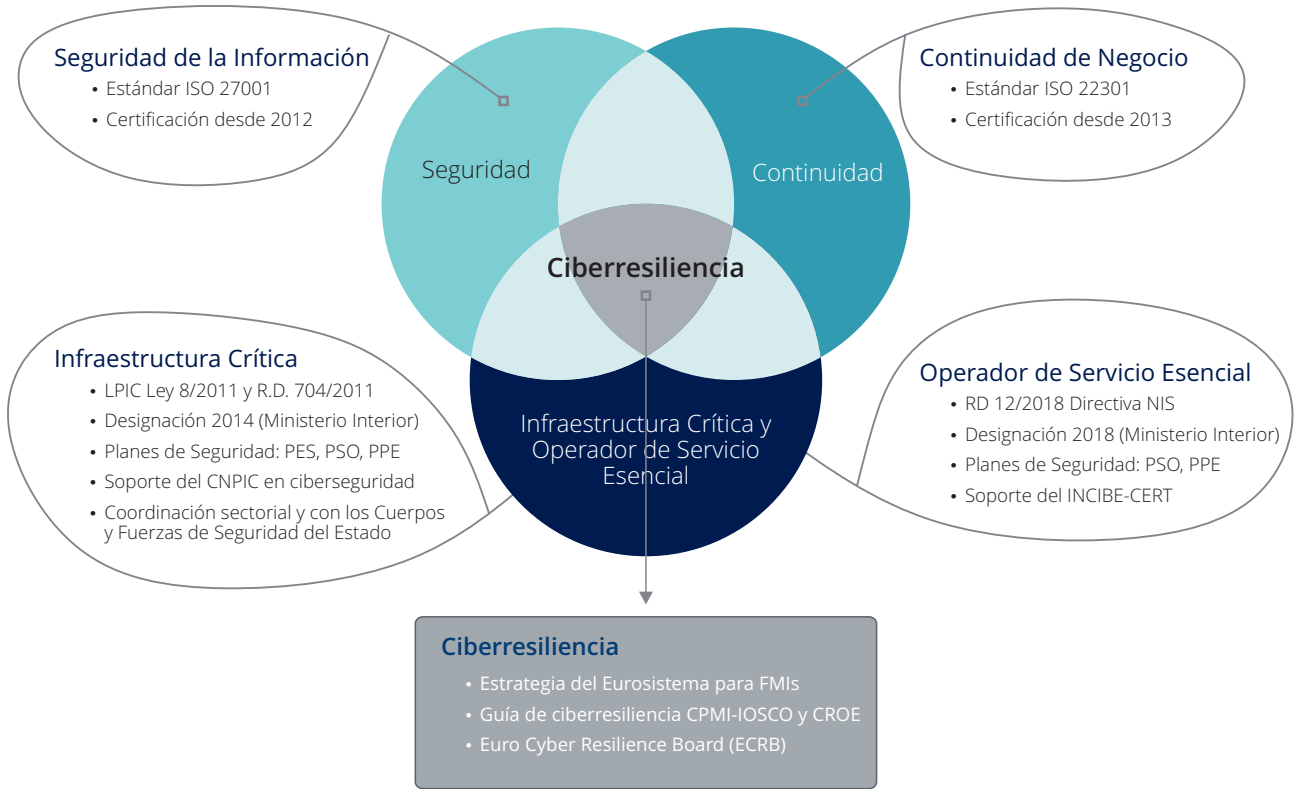 Seguridad de la Información
• Estándar ISO 27001
• Certificación desde 2012
Continuidad de Negocio
• Estándar ISO 22301
• Certificación desde 2013
Seguridad
Continuidad
Ciberresiliencia
Infraestructura Crítica y
Operador de Servicio
Esencial
Infraestructura Crítica
• LPIC Ley 8/2011 y R.D. 704/2011
• Designación 2014 (Ministerio Interior)
• Planes de Seguridad: PES, PSO, PPE
• Soporte del CNPIC en ciberseguridad
• Coordinación sectorial y con los Cuerpos
y Fuerzas de Seguridad del Estado
Operador de Servicio Esencial
• RD 12/2018 Directiva NIS
• Designación 2018 (Ministerio Interior)
• Planes de Seguridad: PSO, PPE
• Soporte del INCIBE-CERT
Ciberresiliencia
• Estrategia del Eurosistema para FMIs
• Guía de ciberresiliencia CPMI-IOSCO y CROE
• Euro Cyber Resilience Board (ECRB)